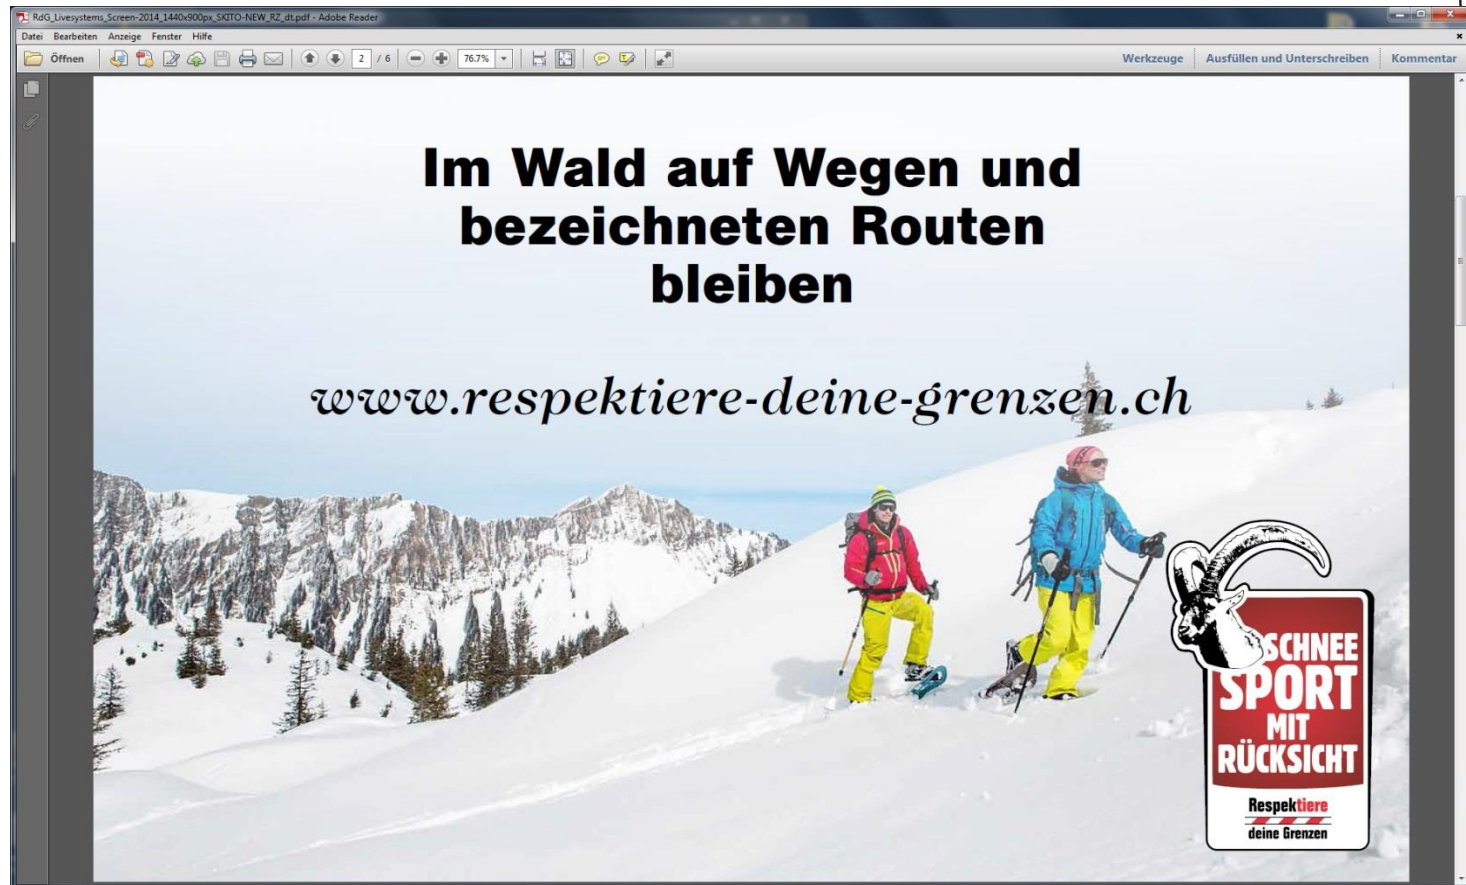 RdG_Livesystems_Screen-2014_1440x900px_SKITO-NEW_RZ_dt.pdf - Adobe Reader
Datei Bearbeiten Anzeige Fenster Hilfe
Öffnen 2 / 6 76.7% Werkzeuge Ausfüllen und Unterschreiben Kommentar
Im Wald auf Wegen und
bezeichneten Routen
bleiben
www.respektiere-deine-grenzen.ch
SCHNEE
SPORT
MIT
RÜCKSICHT
Respektiere
deine Grenzen